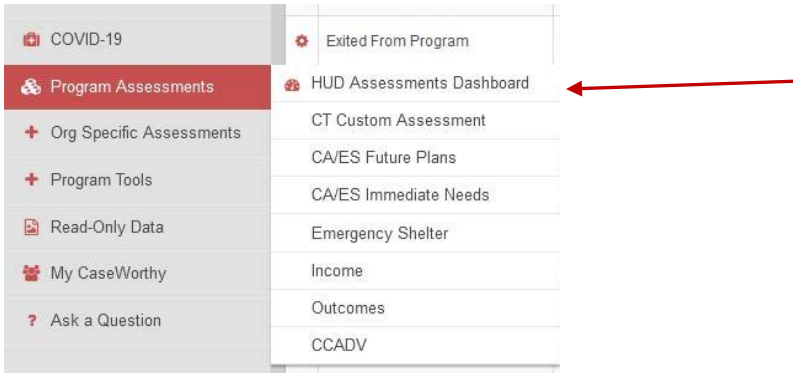 COVID-19
Program Assessments
Org Specific Assessments
Program Tools
Read-Only Data
My CaseWorthy
? Ask a Question
Exited From Program
HUD Assessments Dashboard
CT Custom Assessment
CA/ES Future Plans
CA/ES Immediate Needs
Emergency Shelter
Income
Outcomes
CCADV